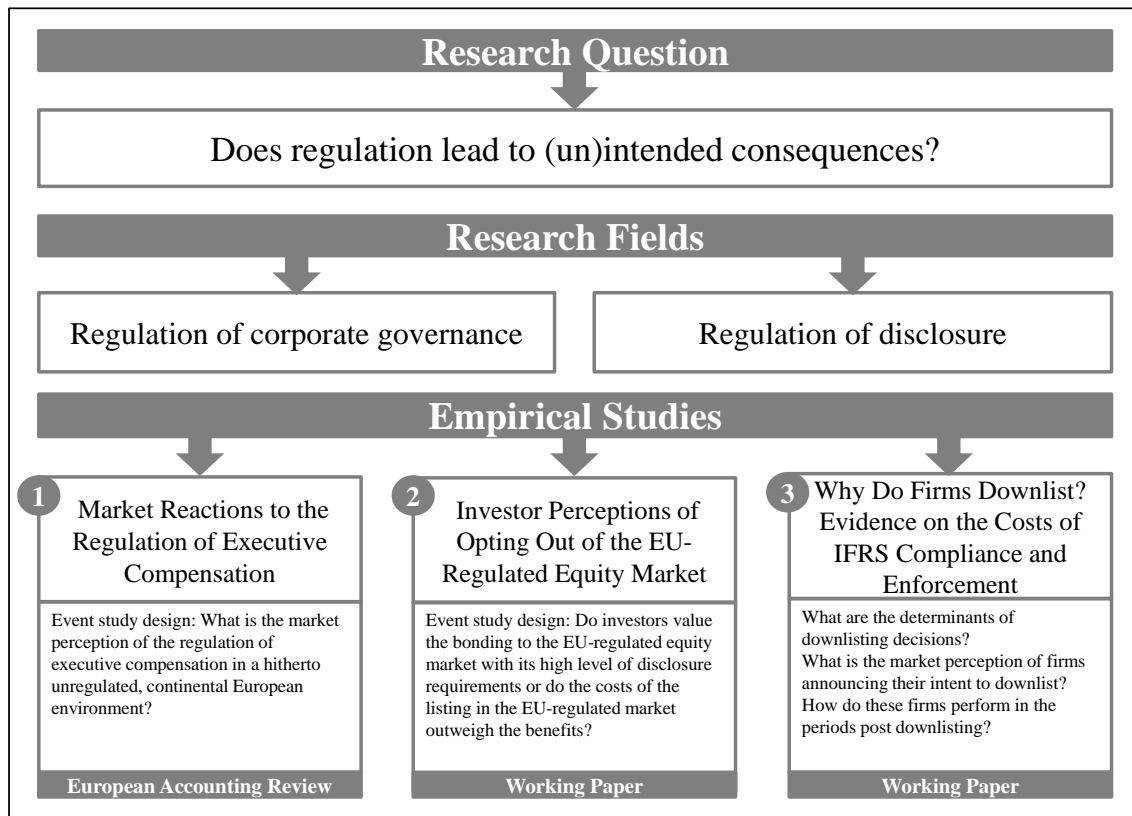 Research Question
Does regulation lead to (un)intended consequences?
Research Fields
Regulation of corporate governance
Regulation of disclosure
Empirical Studies
1
Market Reactions to the
Regulation of Executive
Compensation
Event study design: What is the market
perception of the regulation of
executive compensation in a hitherto
unregulated, continental European
environment?
European Accounting Review
2
Investor Perceptions of
Opting Out of the EU-
Regulated Equity Market
Event study design: Do investors value
the bonding to the EU-regulated equity
market with its high level of disclosure
requirements or do the costs of the
listing in the EU-regulated market
outweigh the benefits?
Working Paper
3
Why Do Firms Downlist?
Evidence on the Costs of
IFRS Compliance and
Enforcement
What are the determinants of
downlisting decisions?
What is the market perception of firms
announcing their intent to downlist?
How do these firms perform in the
periods post downlisting?
Working Paper